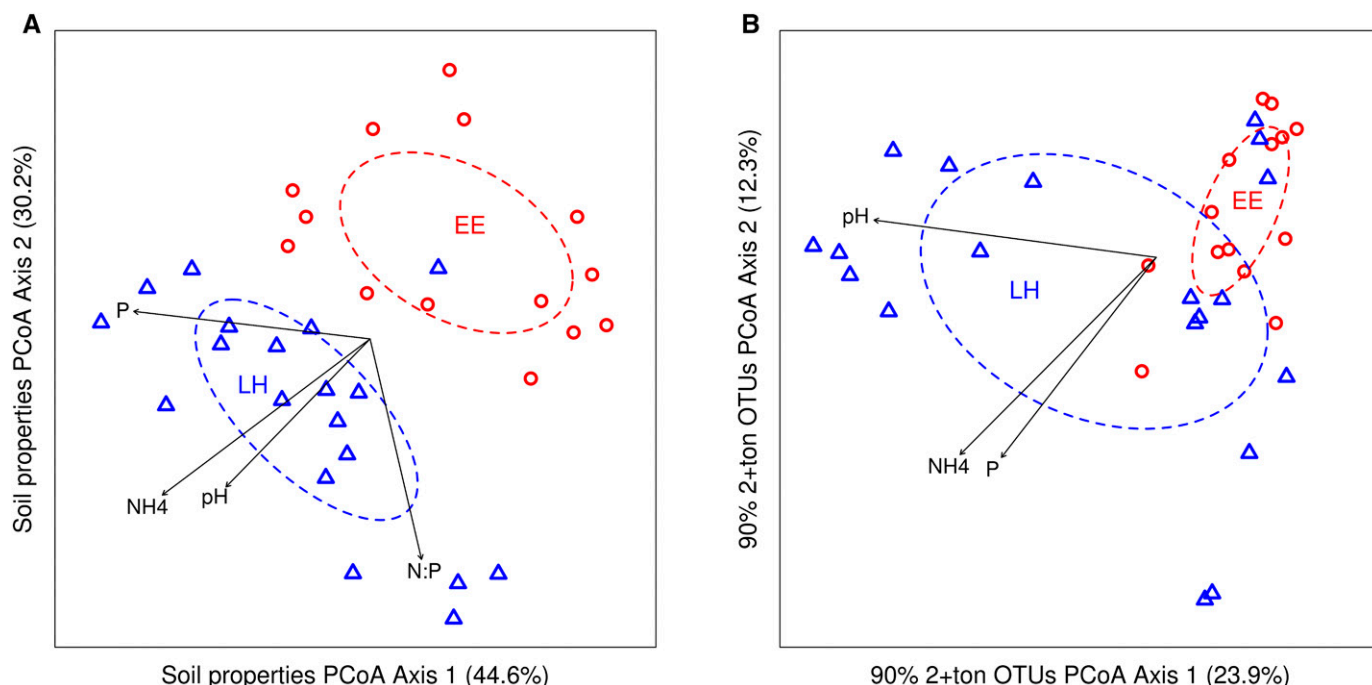 A
Soil properties PCoA Axis 2 (30.2%)
EE
P
LH
NH4
pH
N:P
Soil properties PCoA Axis 1 (44.6%)
B
90% 2+ton OTUs PCoA Axis 2 (12.3%)
EE
pH
LH
NH4
P
90% 2+ton OTUs PCoA Axis 1 (23.9%)